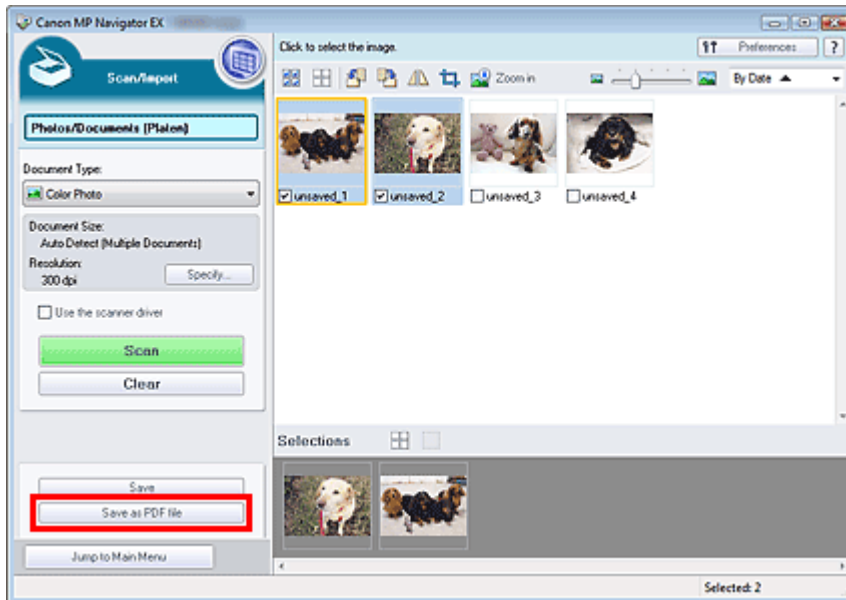 Canon MP Navigator EX
Scan/Import
Photos/Documents (Platen)
Document Type:
Color Photo
Document Size:
Auto Detect (Multiple Documents)
Resolution:
300 dpi
Specify...
Use the scanner driver
Scan
Clear
Save
Save as PDF file
Jump to Main Menu
Click to select the image.
Preferences
?
Zoom in
By Date
unsaved_1
unsaved_2
unsaved_3
unsaved_4
Selections
Selected: 2